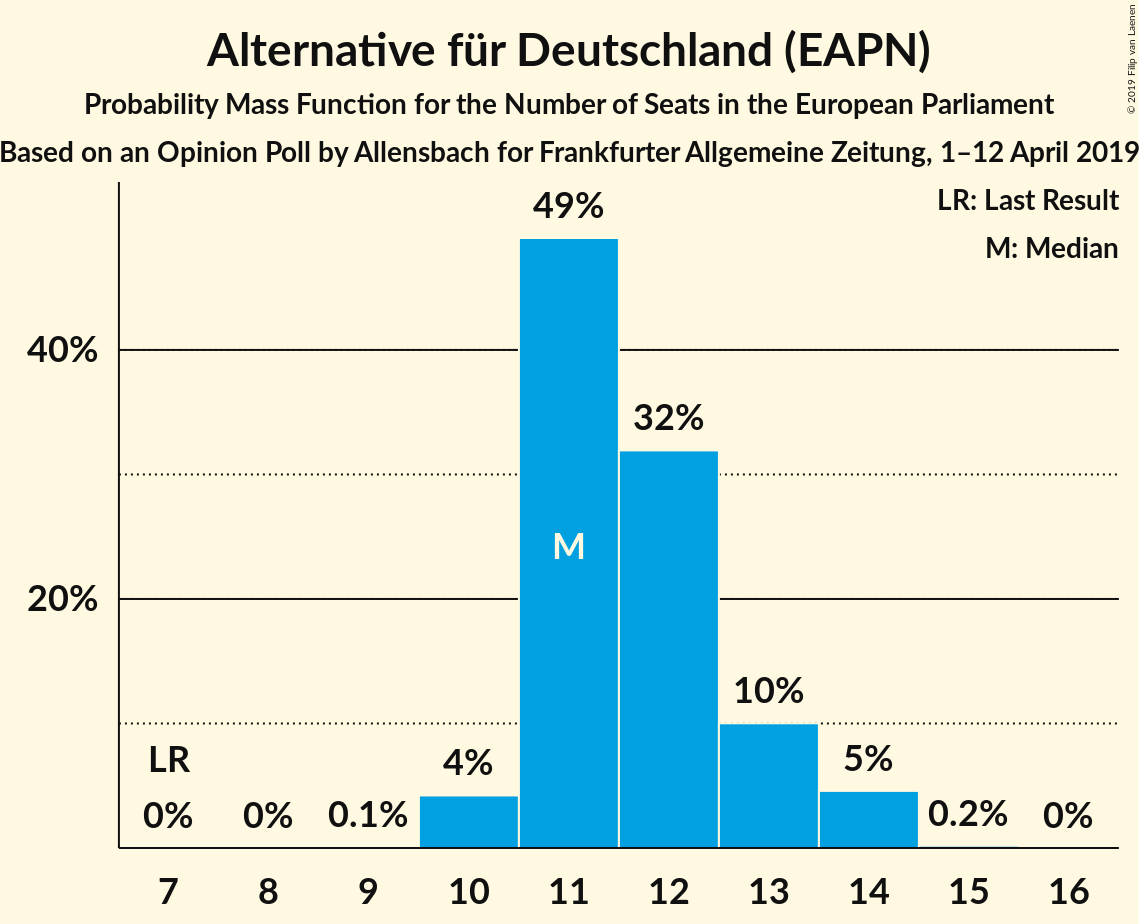 Alternative für Deutschland (EAPN)
Probability Mass Function for the Number of Seats in the European Parliament
Based on an Opinion Poll by Allensbach for Frankfurter Allgemeine Zeitung, 1–12 April 2019
© 2019 Filip van Laenen
LR: Last Result
M: Median
49%
40%
32%
M
20%
10%
LR
4%
5%
0%
0%
0.1%
0.2%
0%
7 8 9 10 11 12 13 14 15 16